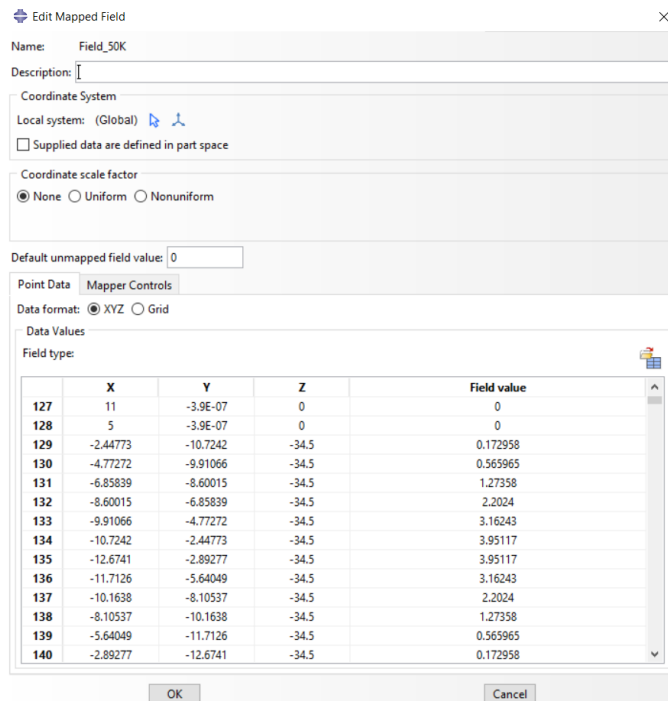 Edit Mapped Field
Name: Field_50K
Description:
Coordinate System
Local system: (Global)
Supplied data are defined in part space
Coordinate scale factor
None Uniform Nonuniform
Default unmapped field value: 0
Point Data Mapper Controls
Data format: XYZ Grid
Data Values
Field type:
X Y Z Field value
127 11 -3.9E-07 0 0
128 5 -3.9E-07 0 0
129 -2.44773 -10.7242 -34.5 0.172958
130 -4.77272 -9.91066 -34.5 0.565965
131 -6.85839 -8.60015 -34.5 1.27358
132 -8.60015 -6.85839 -34.5 2.2024
133 -9.91066 -4.77272 -34.5 3.16243
134 -10.7242 -2.44773 -34.5 3.95117
135 -12.6741 -2.89277 -34.5 3.95117
136 -11.7126 -5.64049 -34.5 3.16243
137 -10.1638 -8.10537 -34.5 2.2024
138 -8.10537 -10.1638 -34.5 1.27358
139 -5.64049 -11.7126 -34.5 0.565965
140 -2.89277 -12.6741 -34.5 0.172958
OK Cancel